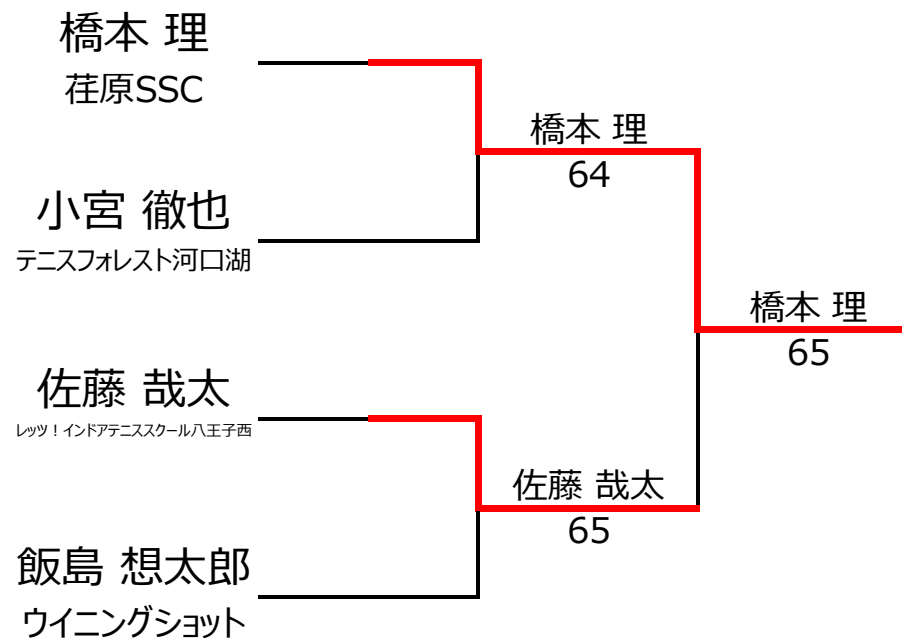 橋本 理
荏原SSC
橋本 理
64
小宮 徹也
テニスフォレスト河口湖
橋本 理
65
佐藤 哉太
レッツ！インドアテニススクール八王子西
佐藤 哉太
65
飯島 想太郎
ウイニングショット